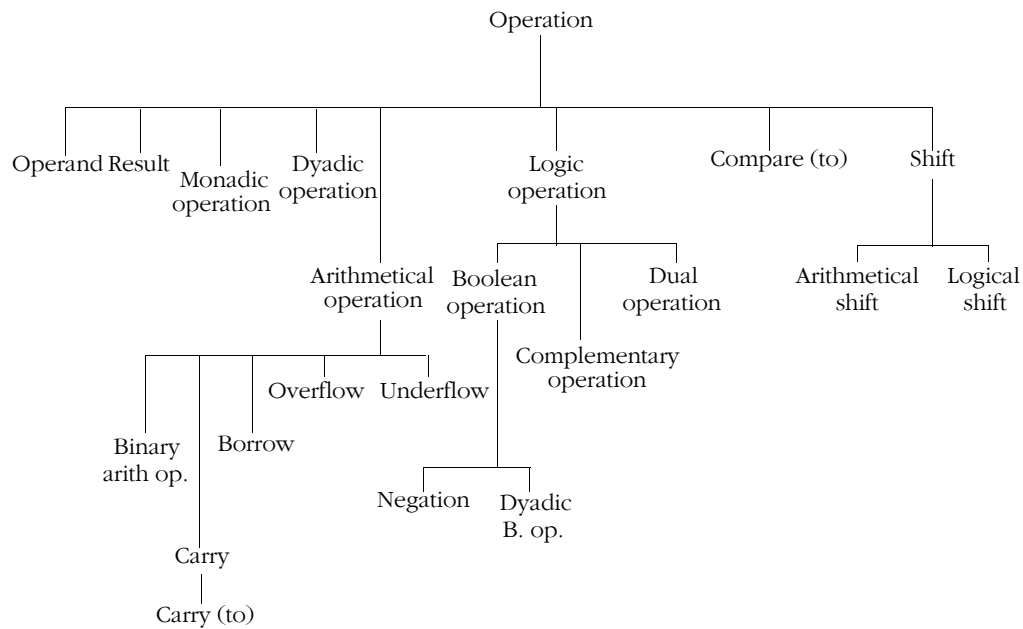 Operation
Operand Result
Monadic
operation
Dyadic
operation
Logic
operation
Compare (to)
Shift
Arithmetical
operation
Boolean
operation
Dual
operation
Arithmetical
shift
Logical
shift
Complementary
operation
Overflow
Underflow
Binary
arith op.
Borrow
Negation
Dyadic
B. op.
Carry
Carry (to)